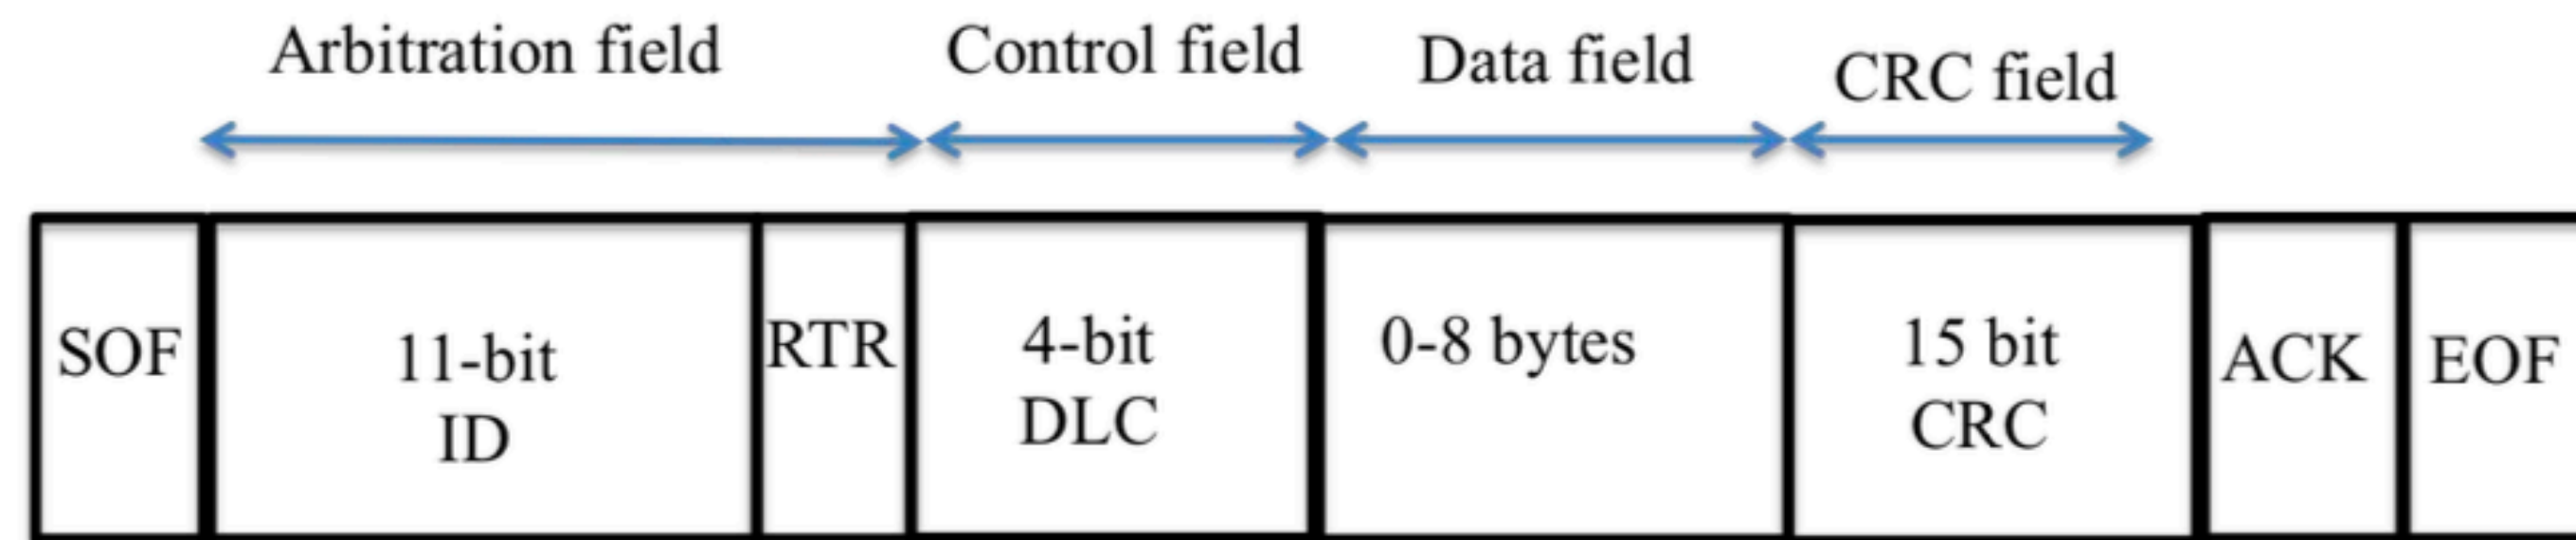 Arbitration field
Control field
Data field
CRC field
SOF
11-bit
ID
RTR
4-bit
DLC
0-8 bytes
15 bit
CRC
ACK
EOF